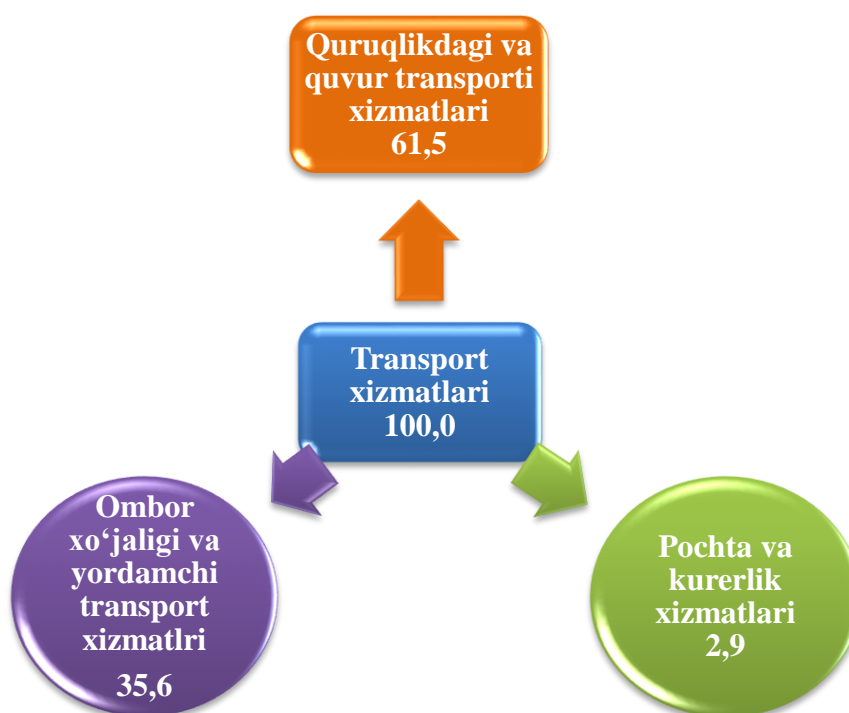 Quruqlikdagi va
quvur transporti
xizmatlari
61,5
Transport
xizmatlari
100,0
Ombor
xo‘jaligi va
yordamchi
transport
xizmatlri
35,6
Pochta va
kurerlik
xizmatlari
2,9